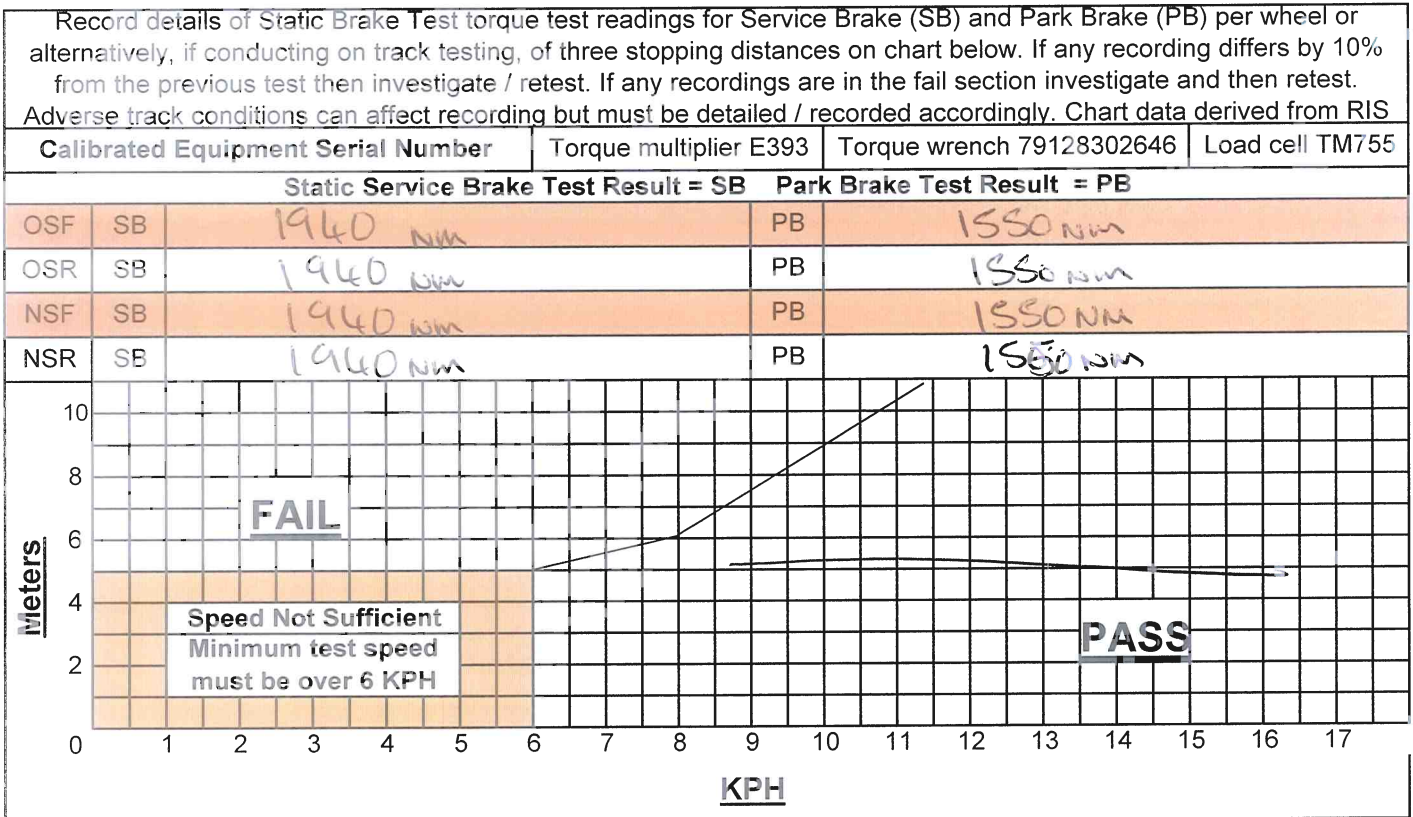 Record details of Static Brake Test torque test readings for Service Brake (SB) and Park Brake (PB) per wheel or
alternatively, if conducting on track testing, of three stopping distances on chart below. If any recording differs by 10%
from the previous test then investigate / retest. If any recordings are in the fail section investigate and then retest.
Adverse track conditions can affect recording but must be detailed / recorded accordingly. Chart data derived from RIS
Calibrated Equipment Serial Number Torque multiplier E393 Torque wrench 79128302646 Load cell TM755
Static Service Brake Test Result = SB Park Brake Test Result = PB
OSF SB 1940 Nm PB 1550 Nm
OSR SB 1940 Nm PB 1550 Nm
NSF SB 1940 Nm PB 1550 NM
NSR SB 1940 Nm PB 1550 Nm
10
8
FAIL
6
Meters
4
Speed Not Sufficient
Minimum test speed
must be over 6 KPH
PASS
2
0 1 2 3 4 5 6 7 8 9 10 11 12 13 14 15 16 17
KPH